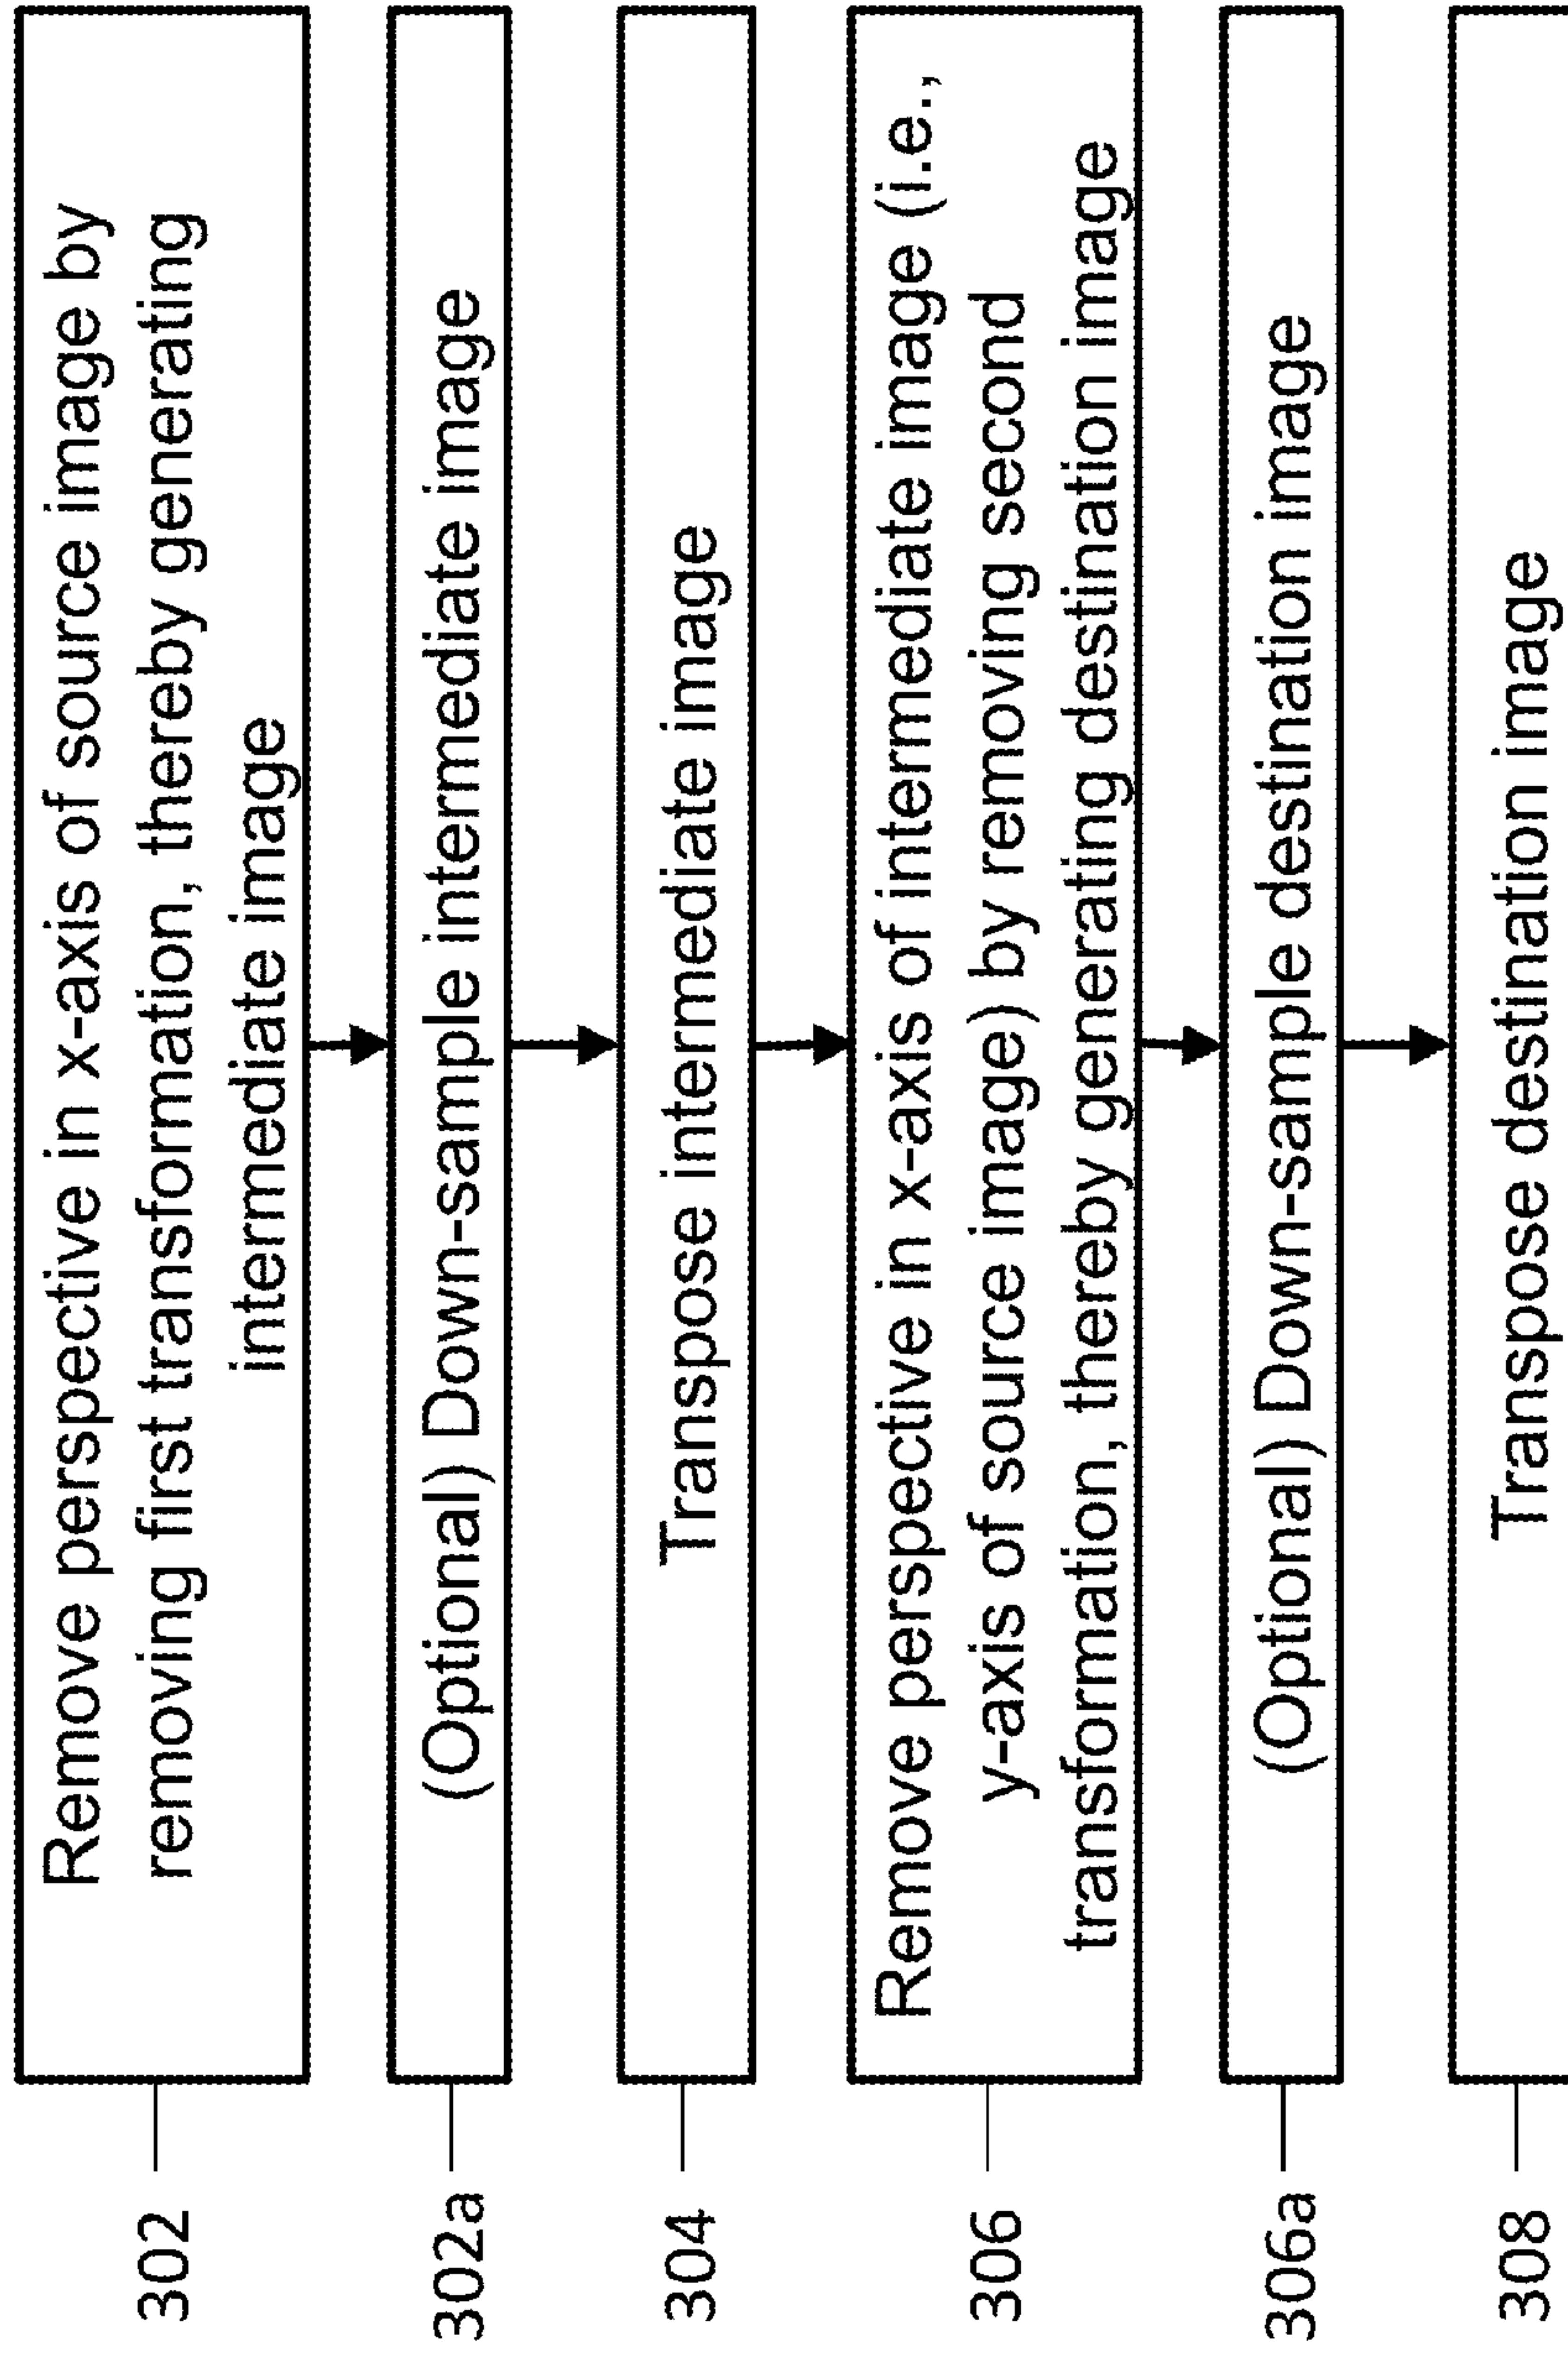 302
Remove perspective in x-axis of source image by
removing first transformation, thereby generating
intermediate image
302a
(Optional) Down-sample intermediate image
304
Transpose intermediate image
306
Remove perspective in x-axis of intermediate image (i.e.,
y-axis of source image) by removing second
transformation, thereby generating destination image
306a
(Optional) Down-sample destination image
308
Transpose destination image